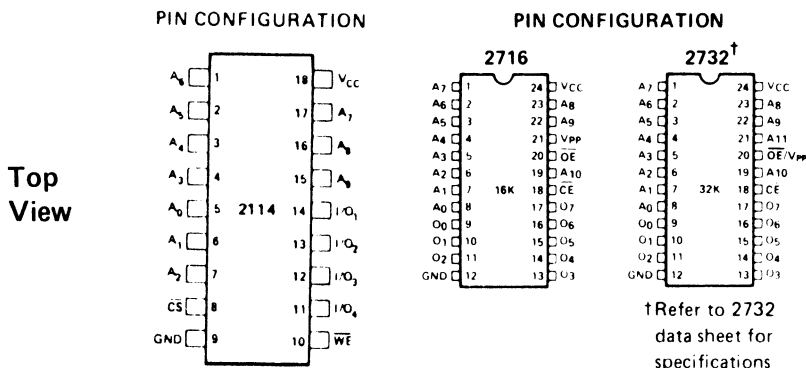 PIN CONFIGURATION
A₆ 1 18 VCC
A₅ 2 17 A₇
A₄ 3 16 A₈
A₃ 4 15 A₉
A₀ 5 2114 14 I/O₁
A₁ 6 13 I/O₂
A₂ 7 12 I/O₃
C̅S̅ 8 11 I/O₄
GND 9 10 W̅E̅
Top
View
PIN CONFIGURATION
2716
A7 1 24 VCC
A6 2 23 A8
A5 3 22 A9
A4 4 21 VPP
A3 5 20 O̅E̅
A2 6 19 A10
A1 7 16K 18 C̅E̅
A0 8 17 O7
O0 9 16 O6
O1 10 15 O5
O2 11 14 O4
GND 12 13 O3
2732†
A7 1 24 VCC
A6 2 23 A8
A5 3 22 A9
A4 4 21 A11
A3 5 20 O̅E̅/VPP
A2 6 19 A10
A1 7 32K 18 CE
A0 8 17 O7
O0 9 16 O6
O1 10 15 O5
O2 11 14 O4
GND 12 13 O3
†Refer to 2732
data sheet for
specifications